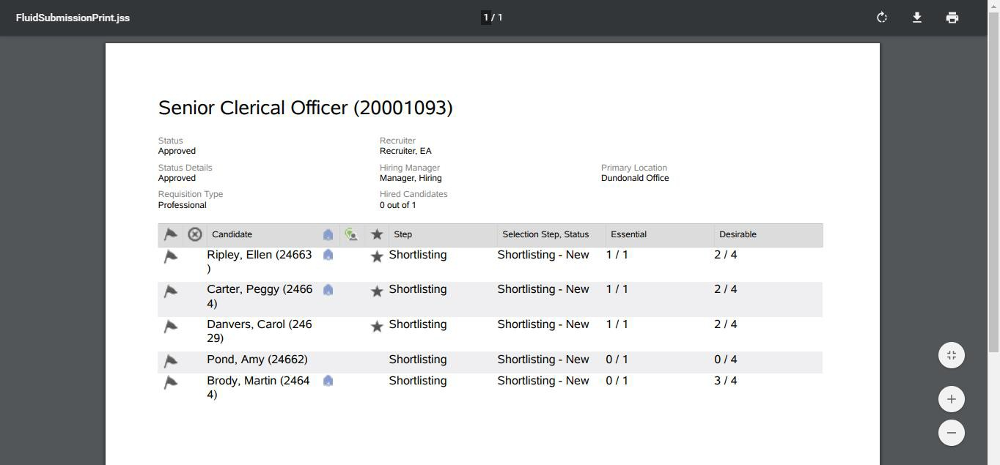 FluidSubmissionPrint.jss
1 / 1
Senior Clerical Officer (20001093)
Status
Approved
Recruiter
Recruiter, EA
Status Details
Approved
Hiring Manager
Manager, Hiring
Primary Location
Dundonald Office
Requisition Type
Professional
Hired Candidates
0 out of 1
Candidate Step Selection Step, Status Essential Desirable
Ripley, Ellen (24663 Shortlisting Shortlisting - New 1 / 1 2 / 4
)
Carter, Peggy (2466 Shortlisting Shortlisting - New 1 / 1 2 / 4
4)
Danvers, Carol (246 Shortlisting Shortlisting - New 1 / 1 2 / 4
29)
Pond, Amy (24662) Shortlisting Shortlisting - New 0 / 1 0 / 4
Brody, Martin (2464 Shortlisting Shortlisting - New 0 / 1 3 / 4
4)